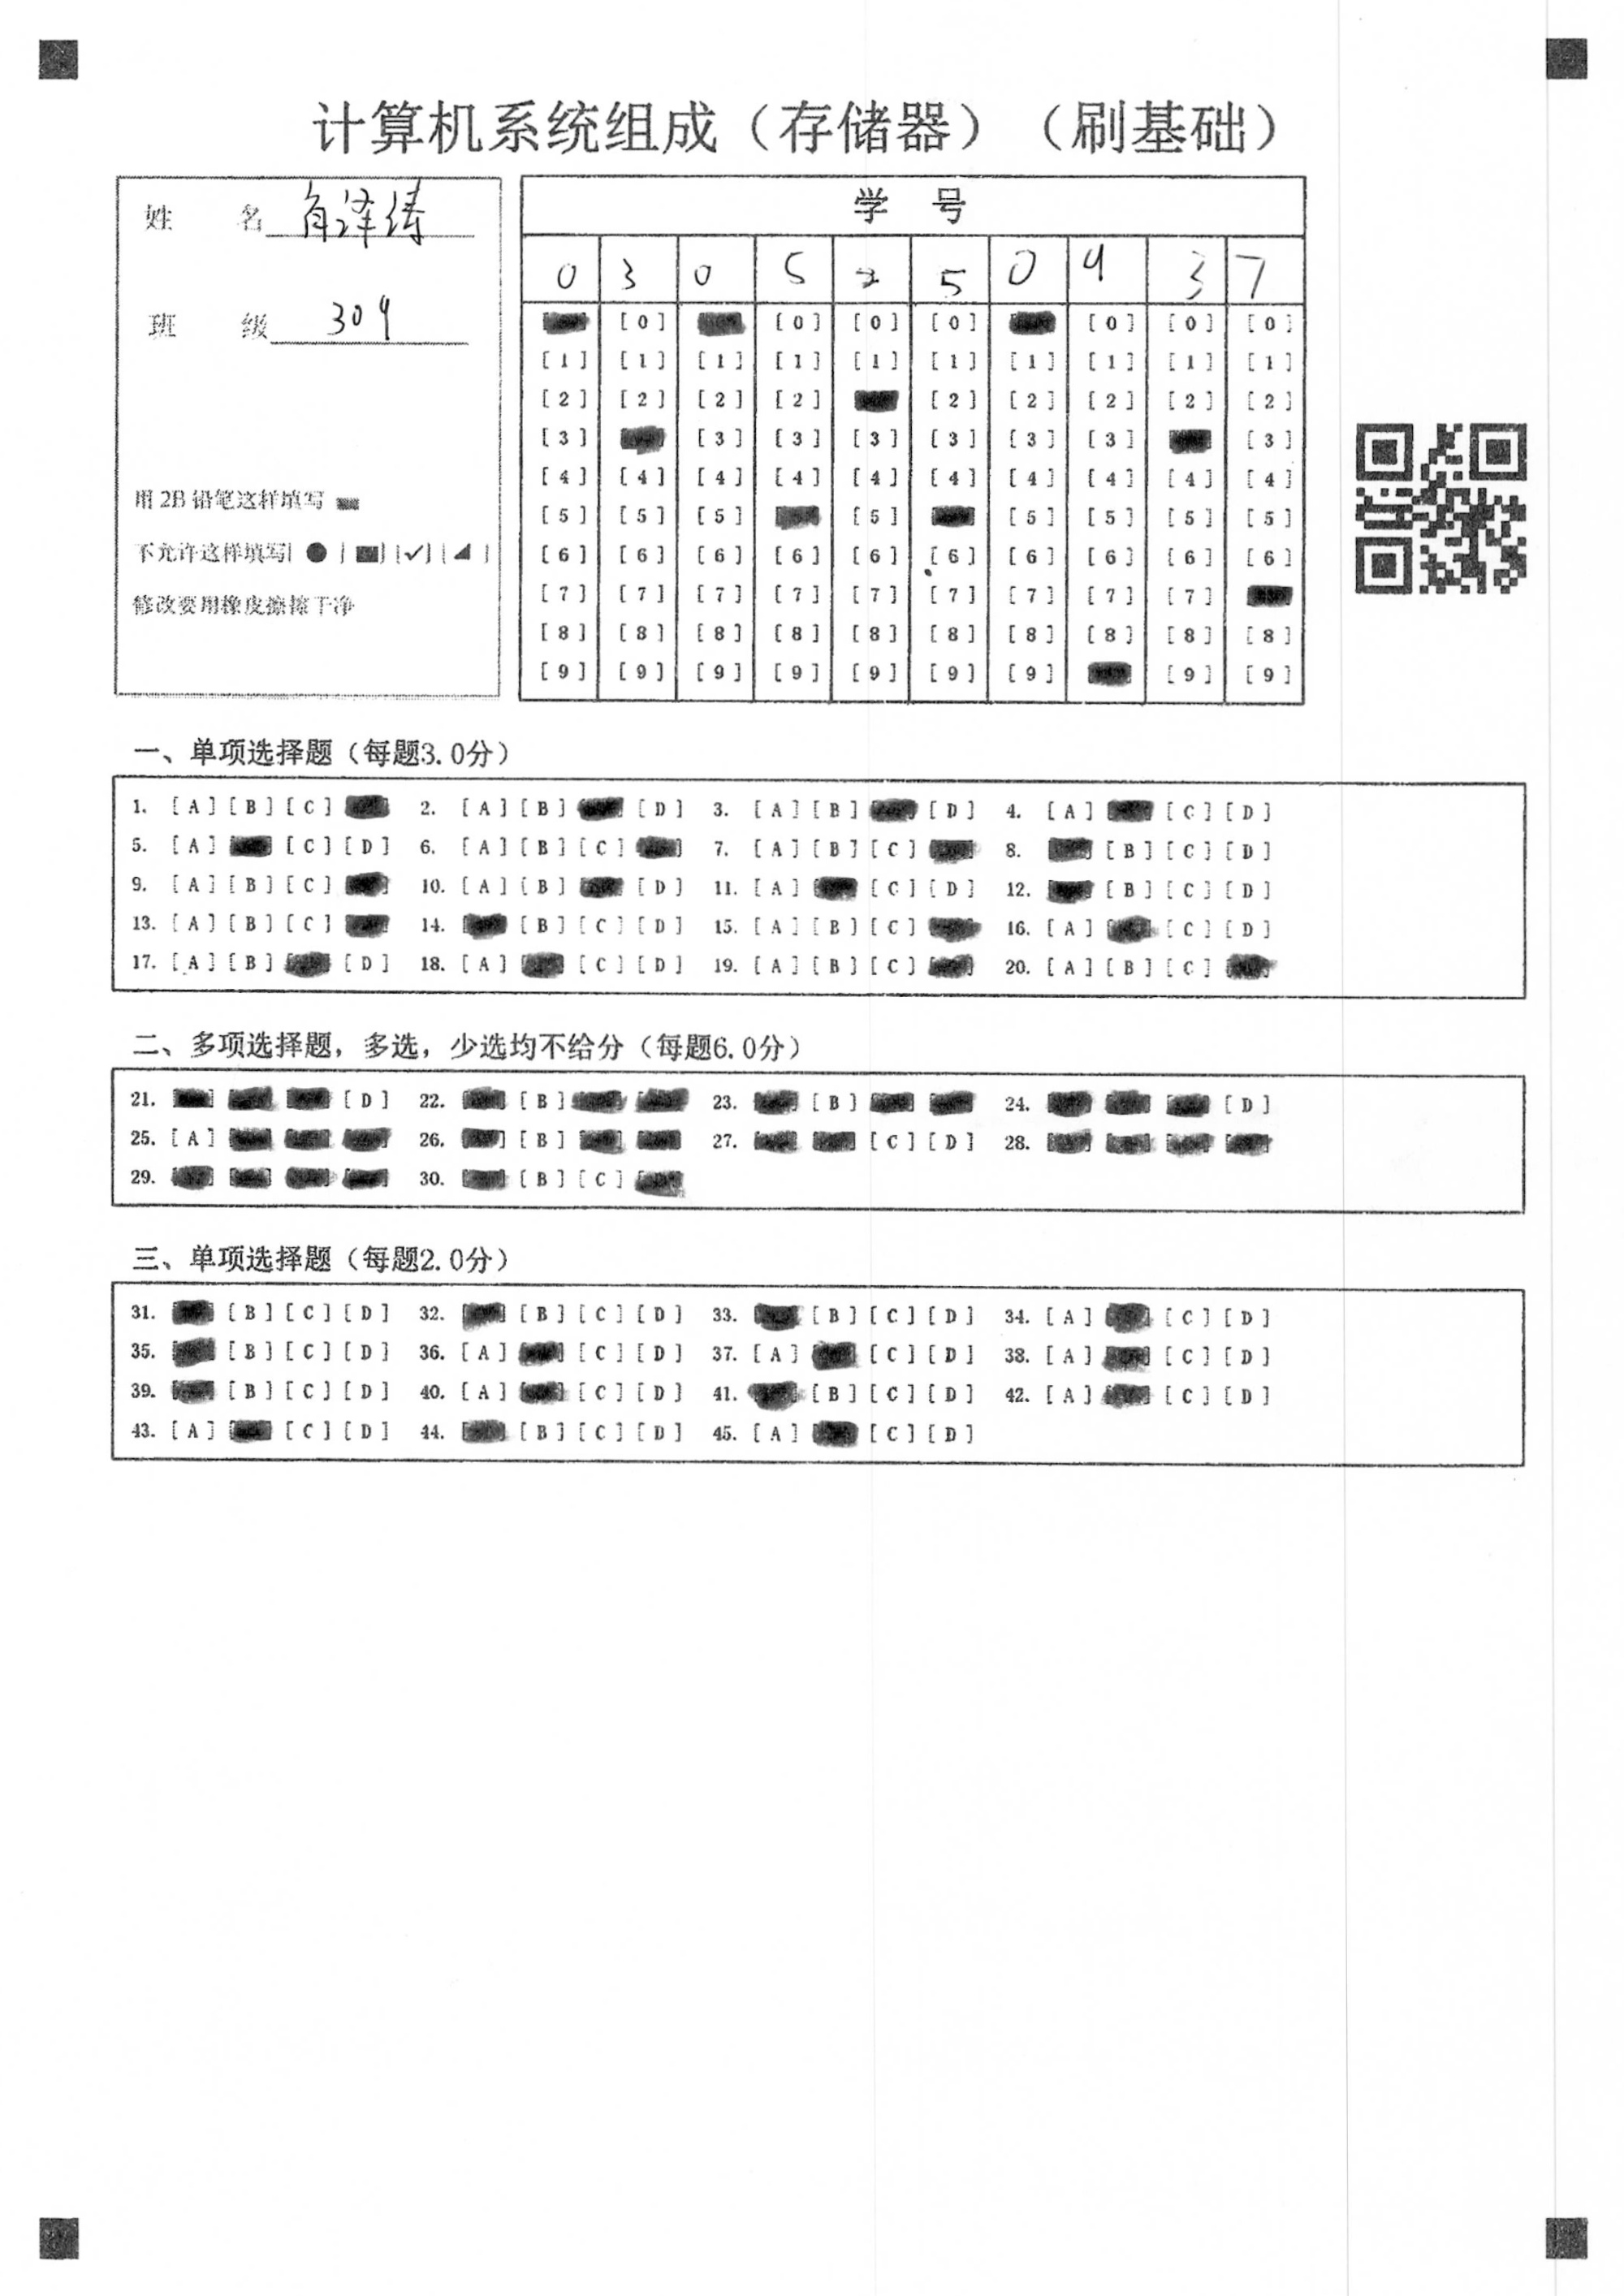 计算机系统组成（存储器）（刷基础）
姓 名 肖泽涛
班 级 309
用 2B 铅笔这样填写
不允许这样填写
修改要用橡皮擦擦干净
学 号
0 3 0 5 2 5 0 9 3 7
[0] [0] [0] [0] [0] [0] [0]
[1] [1] [1] [1] [1] [1] [1] [1] [1] [1]
[2] [2] [2] [2] [2] [2] [2] [2] [2]
[3] [3] [3] [3] [3] [3] [3] [3]
[4] [4] [4] [4] [4] [4] [4] [4] [4] [4]
[5] [5] [5] [5] [5] [5] [5] [5]
[6] [6] [6] [6] [6] [6] [6] [6] [6] [6]
[7] [7] [7] [7] [7] [7] [7] [7] [7]
[8] [8] [8] [8] [8] [8] [8] [8] [8] [8]
[9] [9] [9] [9] [9] [9] [9] [9] [9]
一、单项选择题（每题3.0分）
1. [A] [B] [C] 2. [A] [B] [D] 3. [A] [B] [D] 4. [A] [C] [D]
5. [A] [C] [D] 6. [A] [B] [C] 7. [A] [B] [C] 8. [B] [C] [D]
9. [A] [B] [C] 10. [A] [B] [D] 11. [A] [C] [D] 12. [B] [C] [D]
13. [A] [B] [C] 14. [B] [C] [D] 15. [A] [B] [C] 16. [A] [C] [D]
17. [A] [B] [D] 18. [A] [C] [D] 19. [A] [B] [C] 20. [A] [B] [C]
二、多项选择题，多选，少选均不给分（每题6.0分）
21. [D] 22. [B] 23. [B] 24. [D]
25. [A] 26. [B] 27. [C] [D] 28.
29. 30. [B] [C]
三、单项选择题（每题2.0分）
31. [B] [C] [D] 32. [B] [C] [D] 33. [B] [C] [D] 34. [A] [C] [D]
35. [B] [C] [D] 36. [A] [C] [D] 37. [A] [C] [D] 38. [A] [C] [D]
39. [B] [C] [D] 40. [A] [C] [D] 41. [B] [C] [D] 42. [A] [C] [D]
43. [A] [C] [D] 44. [B] [C] [D] 45. [A] [C] [D]